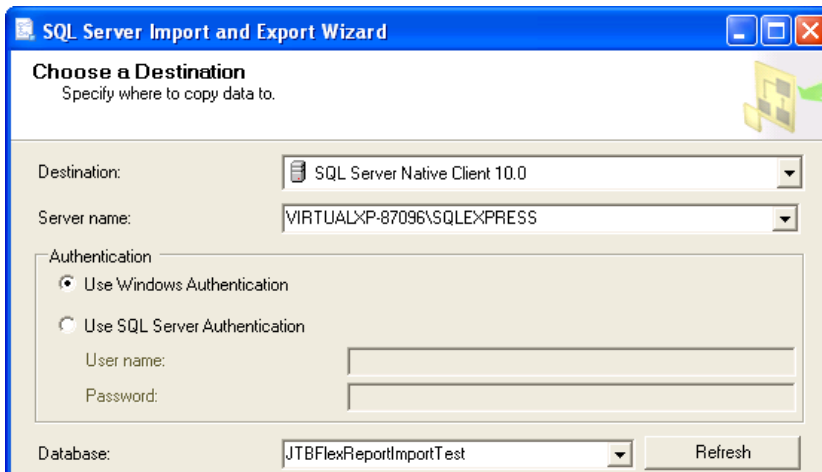 SQL Server Import and Export Wizard
Choose a Destination
Specify where to copy data to.
Destination: SQL Server Native Client 10.0
Server name: VIRTUALXP-87096\SQLEXPRESS
Authentication
Use Windows Authentication
Use SQL Server Authentication
User name:
Password:
Database: JTBFlexReportImportTest Refresh